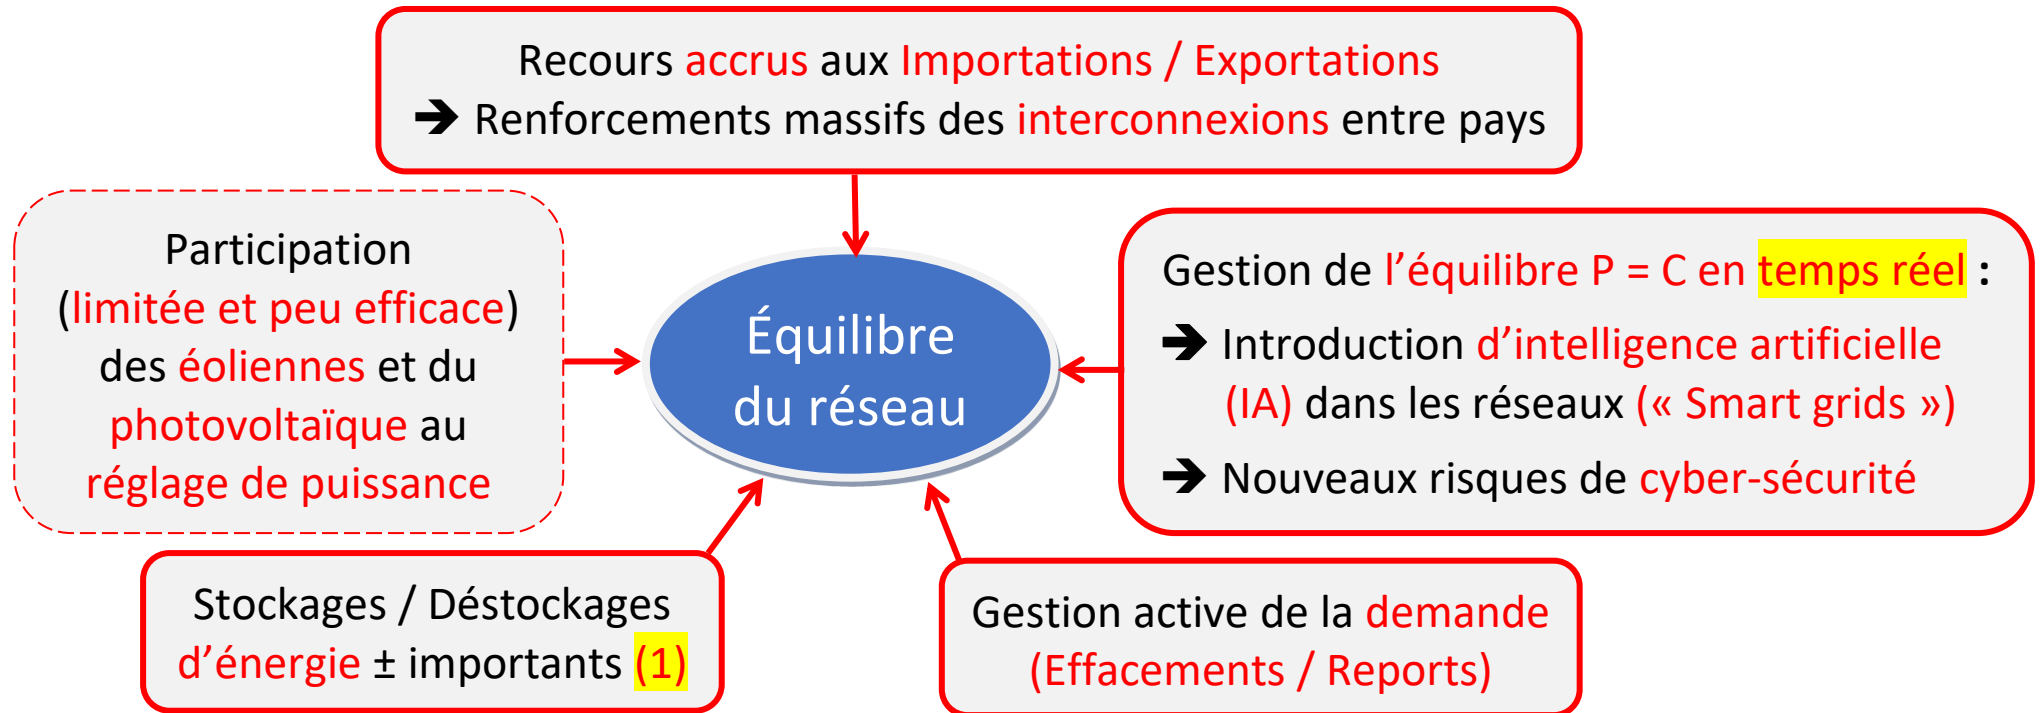 Recours accrus aux Importations / Exportations
➔ Renforcements massifs des interconnexions entre pays
Participation
(limitée et peu efficace)
des éoliennes et du
photovoltaïque au
réglage de puissance
Équilibre
du réseau
Gestion de l’équilibre P = C en temps réel :
➔ Introduction d’intelligence artificielle
(IA) dans les réseaux (« Smart grids »)
➔ Nouveaux risques de cyber-sécurité
Stockages / Déstockages
d’énergie ± importants (1)
Gestion active de la demande
(Effacements / Reports)